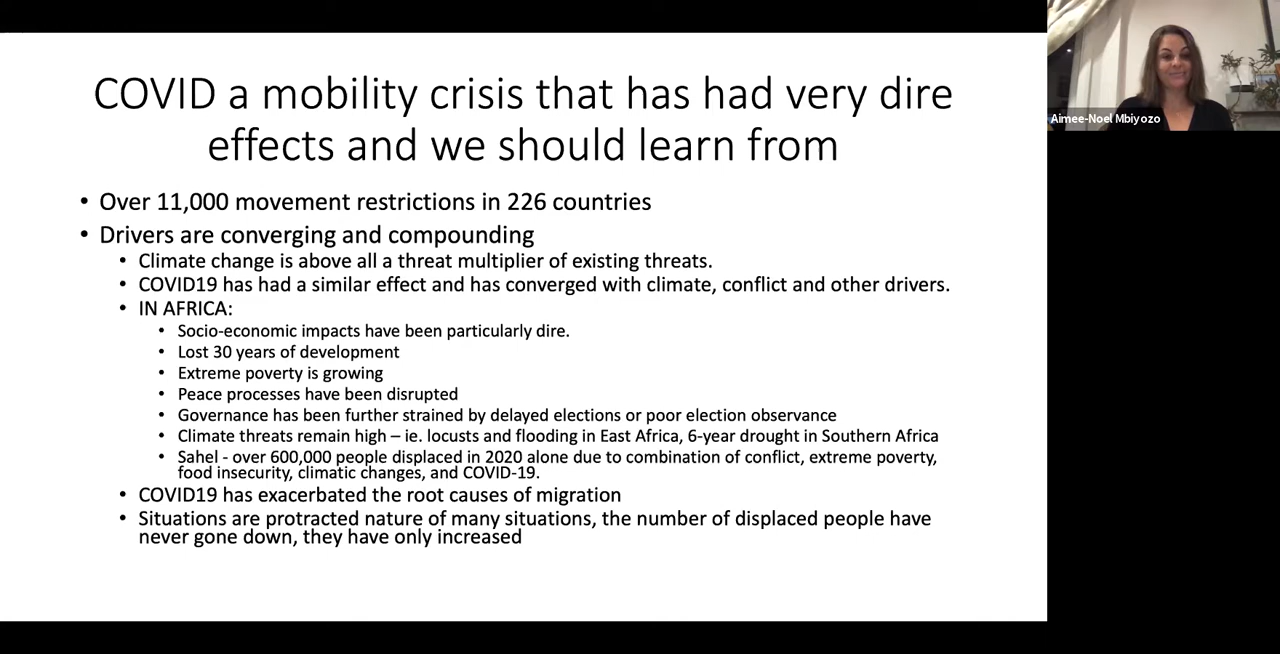 COVID a mobility crisis that has had very dire
effects and we should learn from
• Over 11,000 movement restrictions in 226 countries
• Drivers are converging and compounding
• Climate change is above all a threat multiplier of existing threats.
• COVID19 has had a similar effect and has converged with climate, conflict and other drivers.
• IN AFRICA:
• Socio-economic impacts have been particularly dire.
• Lost 30 years of development
• Extreme poverty is growing
• Peace processes have been disrupted
• Governance has been further strained by delayed elections or poor election observance
• Climate threats remain high – ie. locusts and flooding in East Africa, 6-year drought in Southern Africa
• Sahel - over 600,000 people displaced in 2020 alone due to combination of conflict, extreme poverty,
food insecurity, climatic changes, and COVID-19.
• COVID19 has exacerbated the root causes of migration
• Situations are protracted nature of many situations, the number of displaced people have
never gone down, they have only increased
Aimee-Noel Mbiyozo